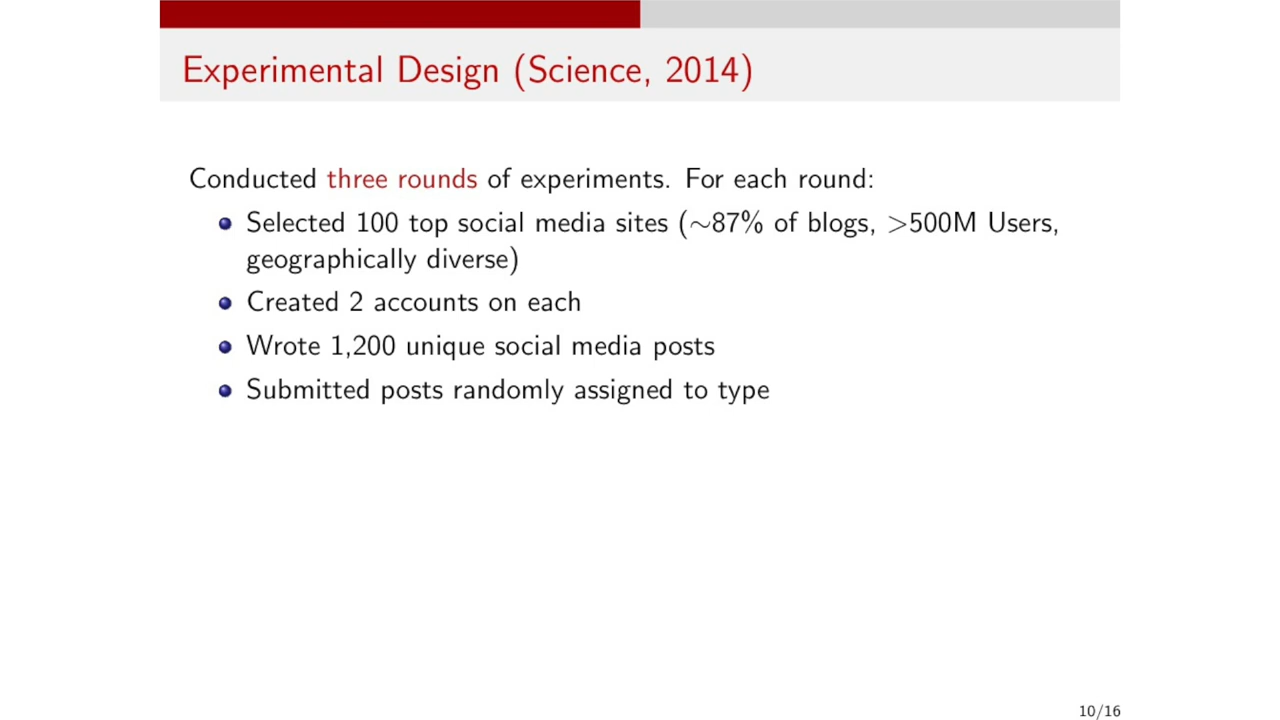 Experimental Design (Science, 2014)
Conducted three rounds of experiments. For each round:
Selected 100 top social media sites (~87% of blogs, >500M Users,
geographically diverse)
Created 2 accounts on each
Wrote 1,200 unique social media posts
Submitted posts randomly assigned to type
10/16